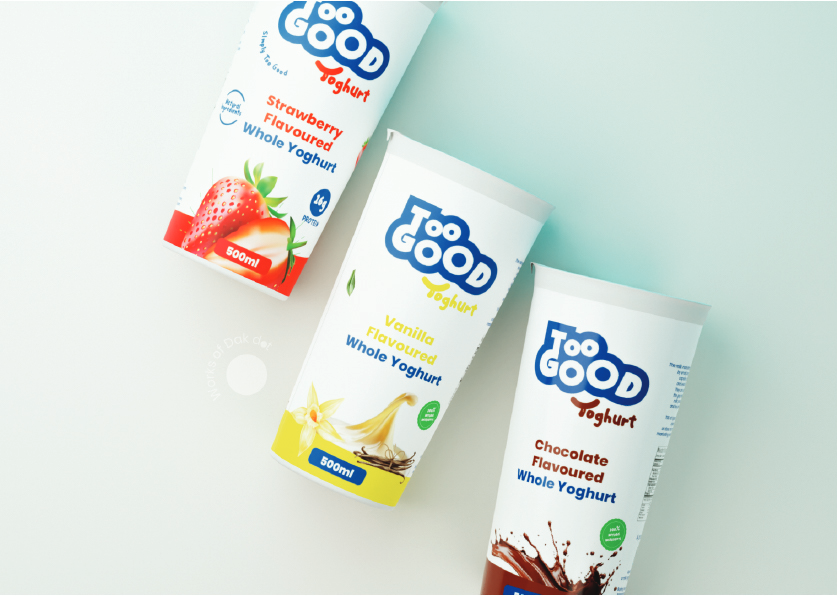 Too
GOOD
Yoghurt
Simply Too Good
Strawberry
Flavoured
Whole Yoghurt
16g
PROTEIN
500ml
Too
GOOD
Yoghurt
Vanilla
Flavoured
Whole Yoghurt
500ml
Too
GOOD
Yoghurt
Chocolate
Flavoured
Whole Yoghurt